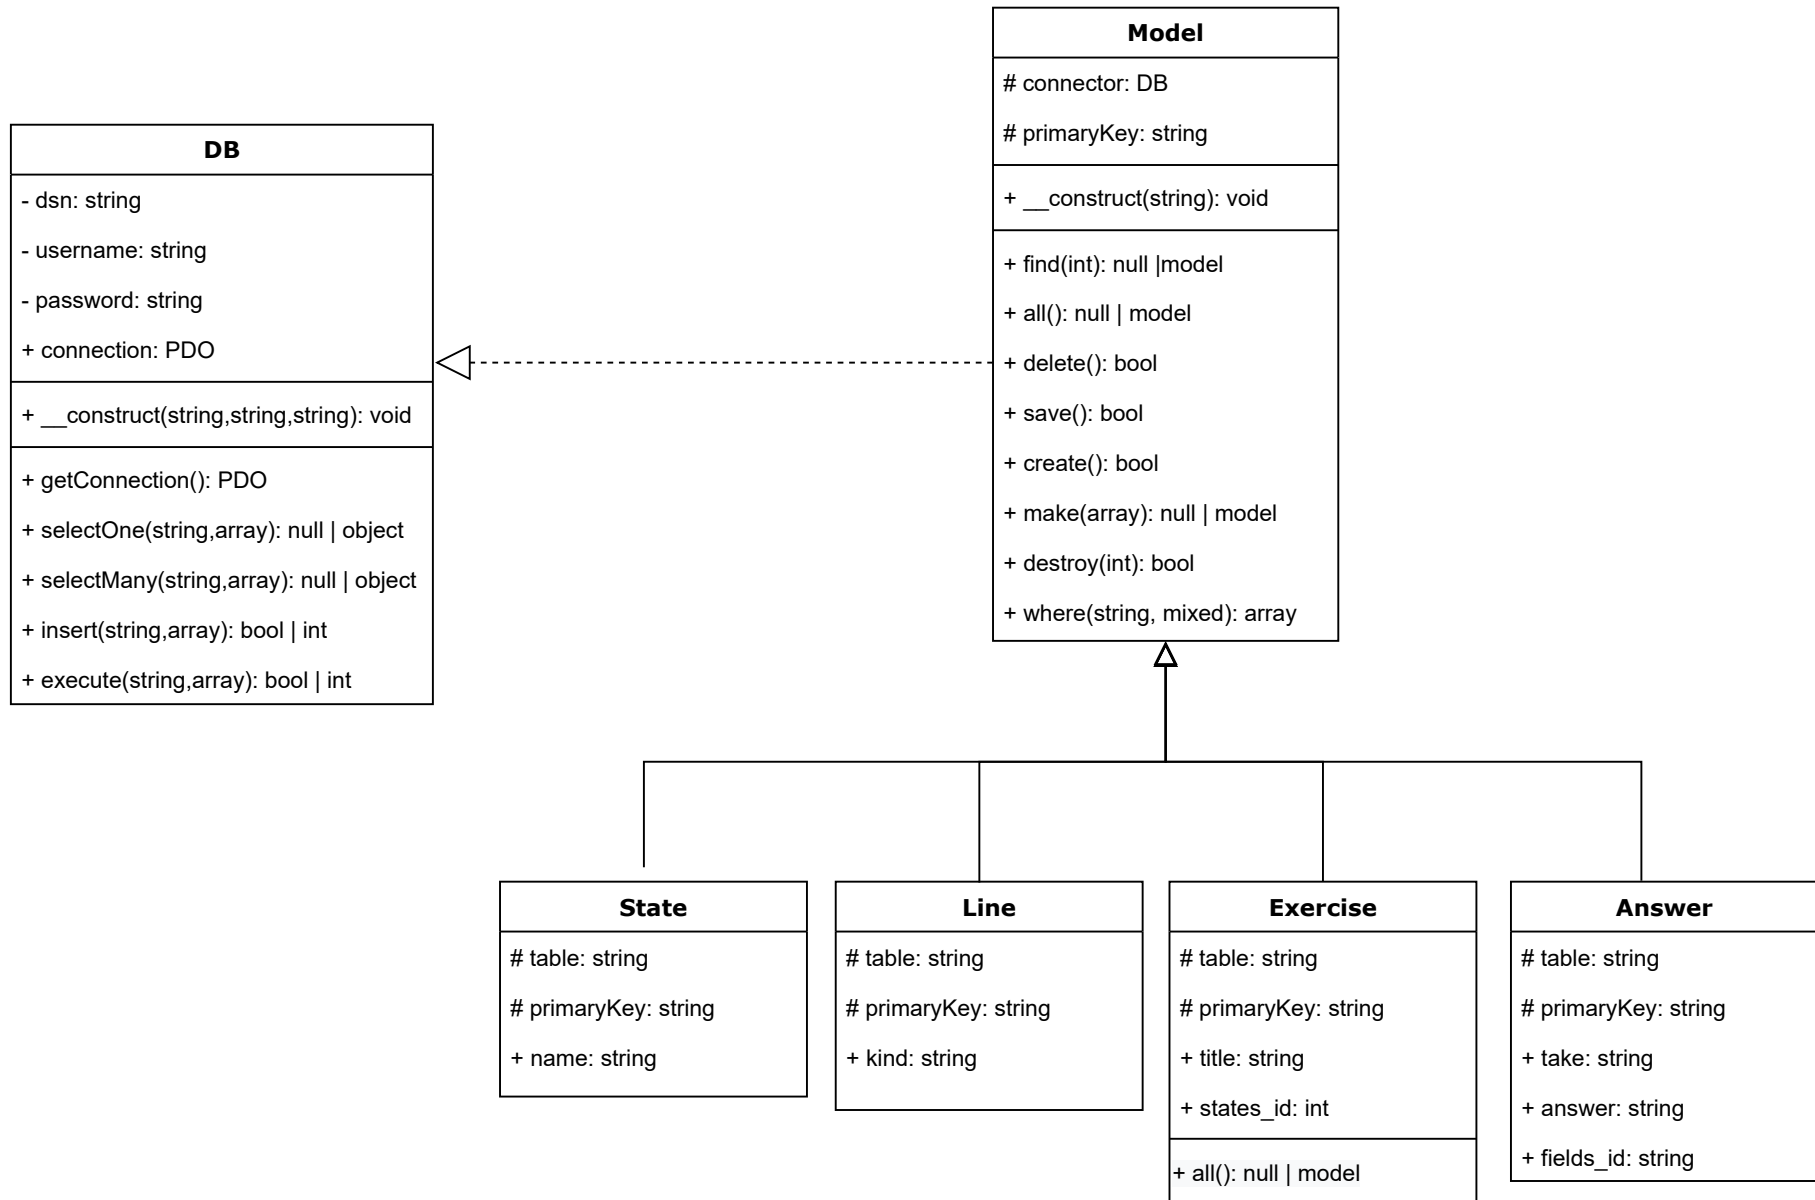 Model
# connector: DB
# primaryKey: string
+ __construct(string): void
+ find(int): null |model
+ all(): null | model
+ delete(): bool
+ save(): bool
+ create(): bool
+ make(array): null | model
+ destroy(int): bool
+ where(string, mixed): array
DB
- dsn: string
- username: string
- password: string
+ connection: PDO
+ __construct(string,string,string): void
+ getConnection(): PDO
+ selectOne(string,array): null | object
+ selectMany(string,array): null | object
+ insert(string,array): bool | int
+ execute(string,array): bool | int
State
# table: string
# primaryKey: string
+ name: string
Line
# table: string
# primaryKey: string
+ kind: string
Exercise
# table: string
# primaryKey: string
+ title: string
+ states_id: int
+ all(): null | model
Answer
# table: string
# primaryKey: string
+ take: string
+ answer: string
+ fields_id: string